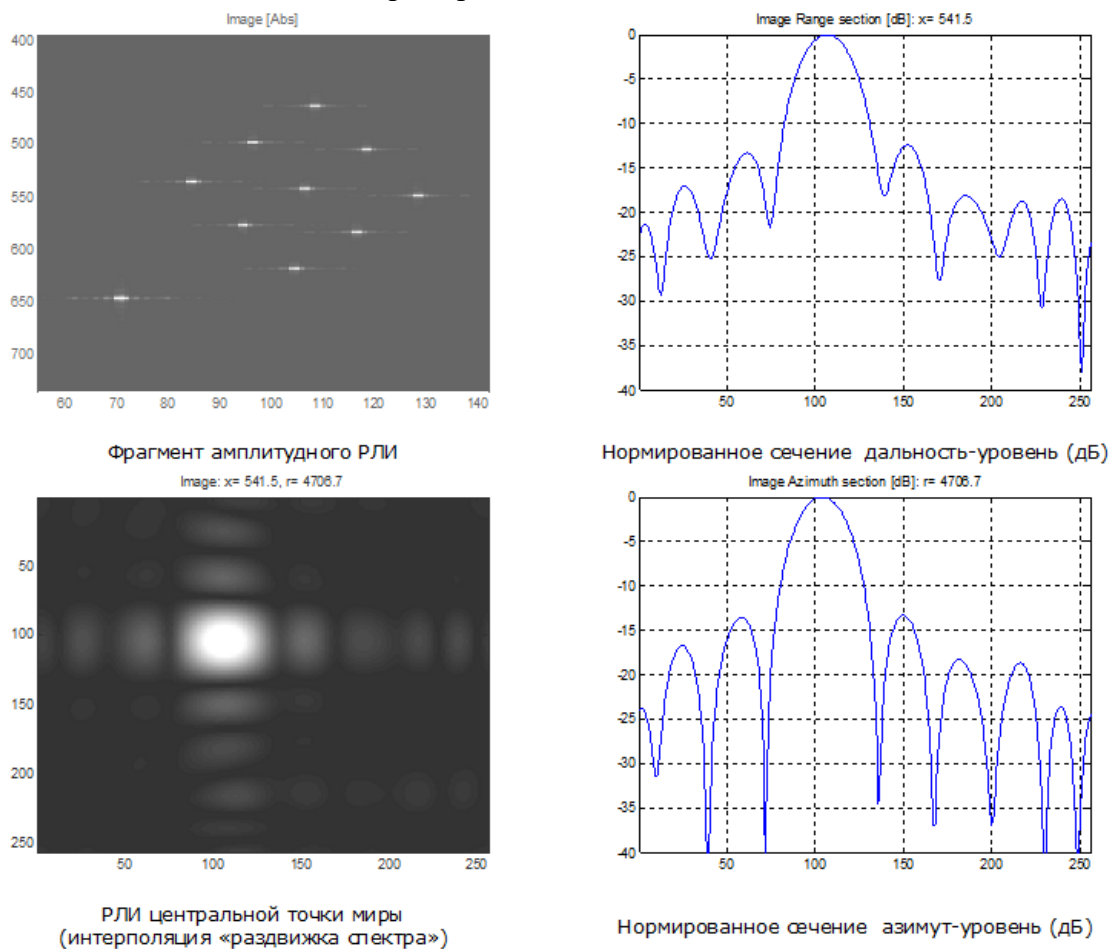 Image [Abs]
400
450
500
550
600
650
700
60 70 80 90 100 110 120 130 140
Фрагмент амплитудного РЛИ
Image Range section [dB]: x= 541.5
0
-5
-10
-15
-20
-25
-30
-35
-40
50 100 150 200 250
Нормированное сечение дальность-уровень (дБ)
Image: x= 541.5, r= 4706.7
50
100
150
200
250
50 100 150 200 250
РЛИ центральной точки миры
(интерполяция «раздвижка спектра»)
Image Azimuth section [dB]: r= 4706.7
0
-5
-10
-15
-20
-25
-30
-35
-40
50 100 150 200 250
Нормированное сечение азимут-уровень (дБ)